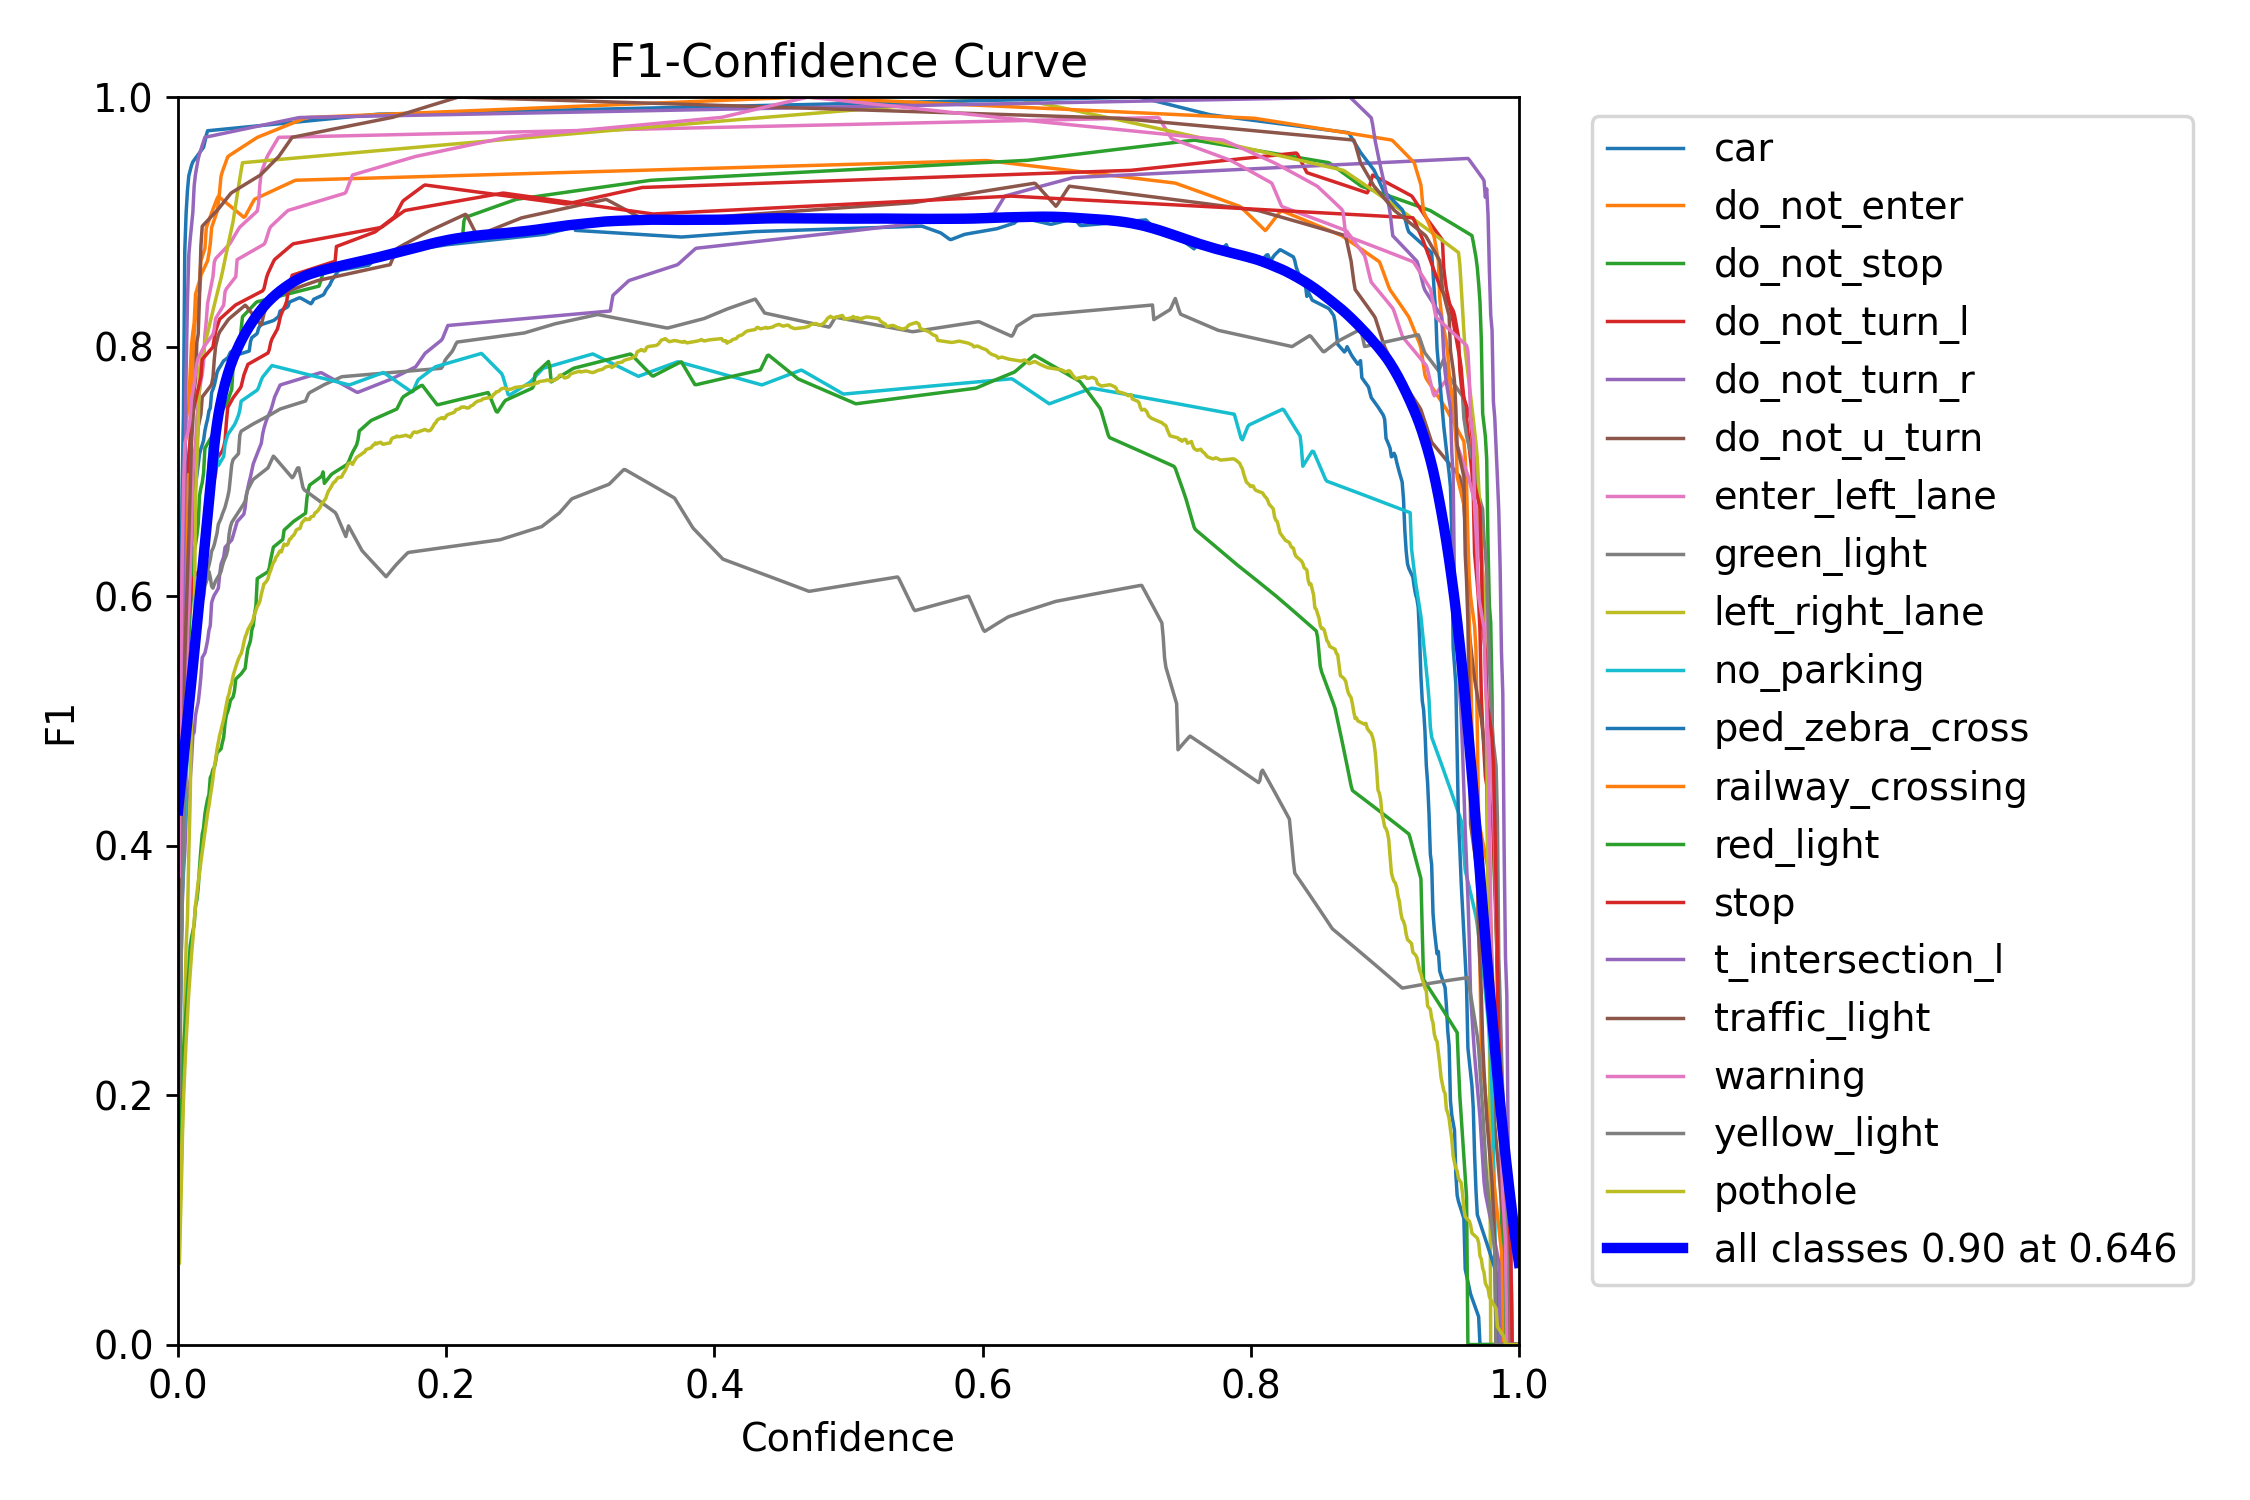 F1-Confidence Curve
1.0
0.8
0.6
0.4
0.2
0.0
F1
0.0 0.2 0.4 0.6 0.8 1.0
Confidence
car
do_not_enter
do_not_stop
do_not_turn_l
do_not_turn_r
do_not_u_turn
enter_left_lane
green_light
left_right_lane
no_parking
ped_zebra_cross
railway_crossing
red_light
stop
t_intersection_l
traffic_light
warning
yellow_light
pothole
all classes 0.90 at 0.646